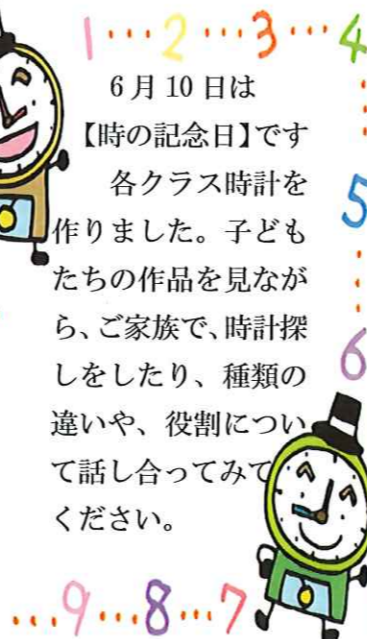 1 ・・・ 2 ・・・ 3 ・・・ 4
6月10日は
【時の記念日】です
各クラス時計を
作りました。子ども
たちの作品を見なが
ら、ご家族で、時計探
しをしたり、種類の
違いや、役割につい
て話し合ってみて
ください。
5
6
・・・ 9 ・・・ 8 ・・・ 7